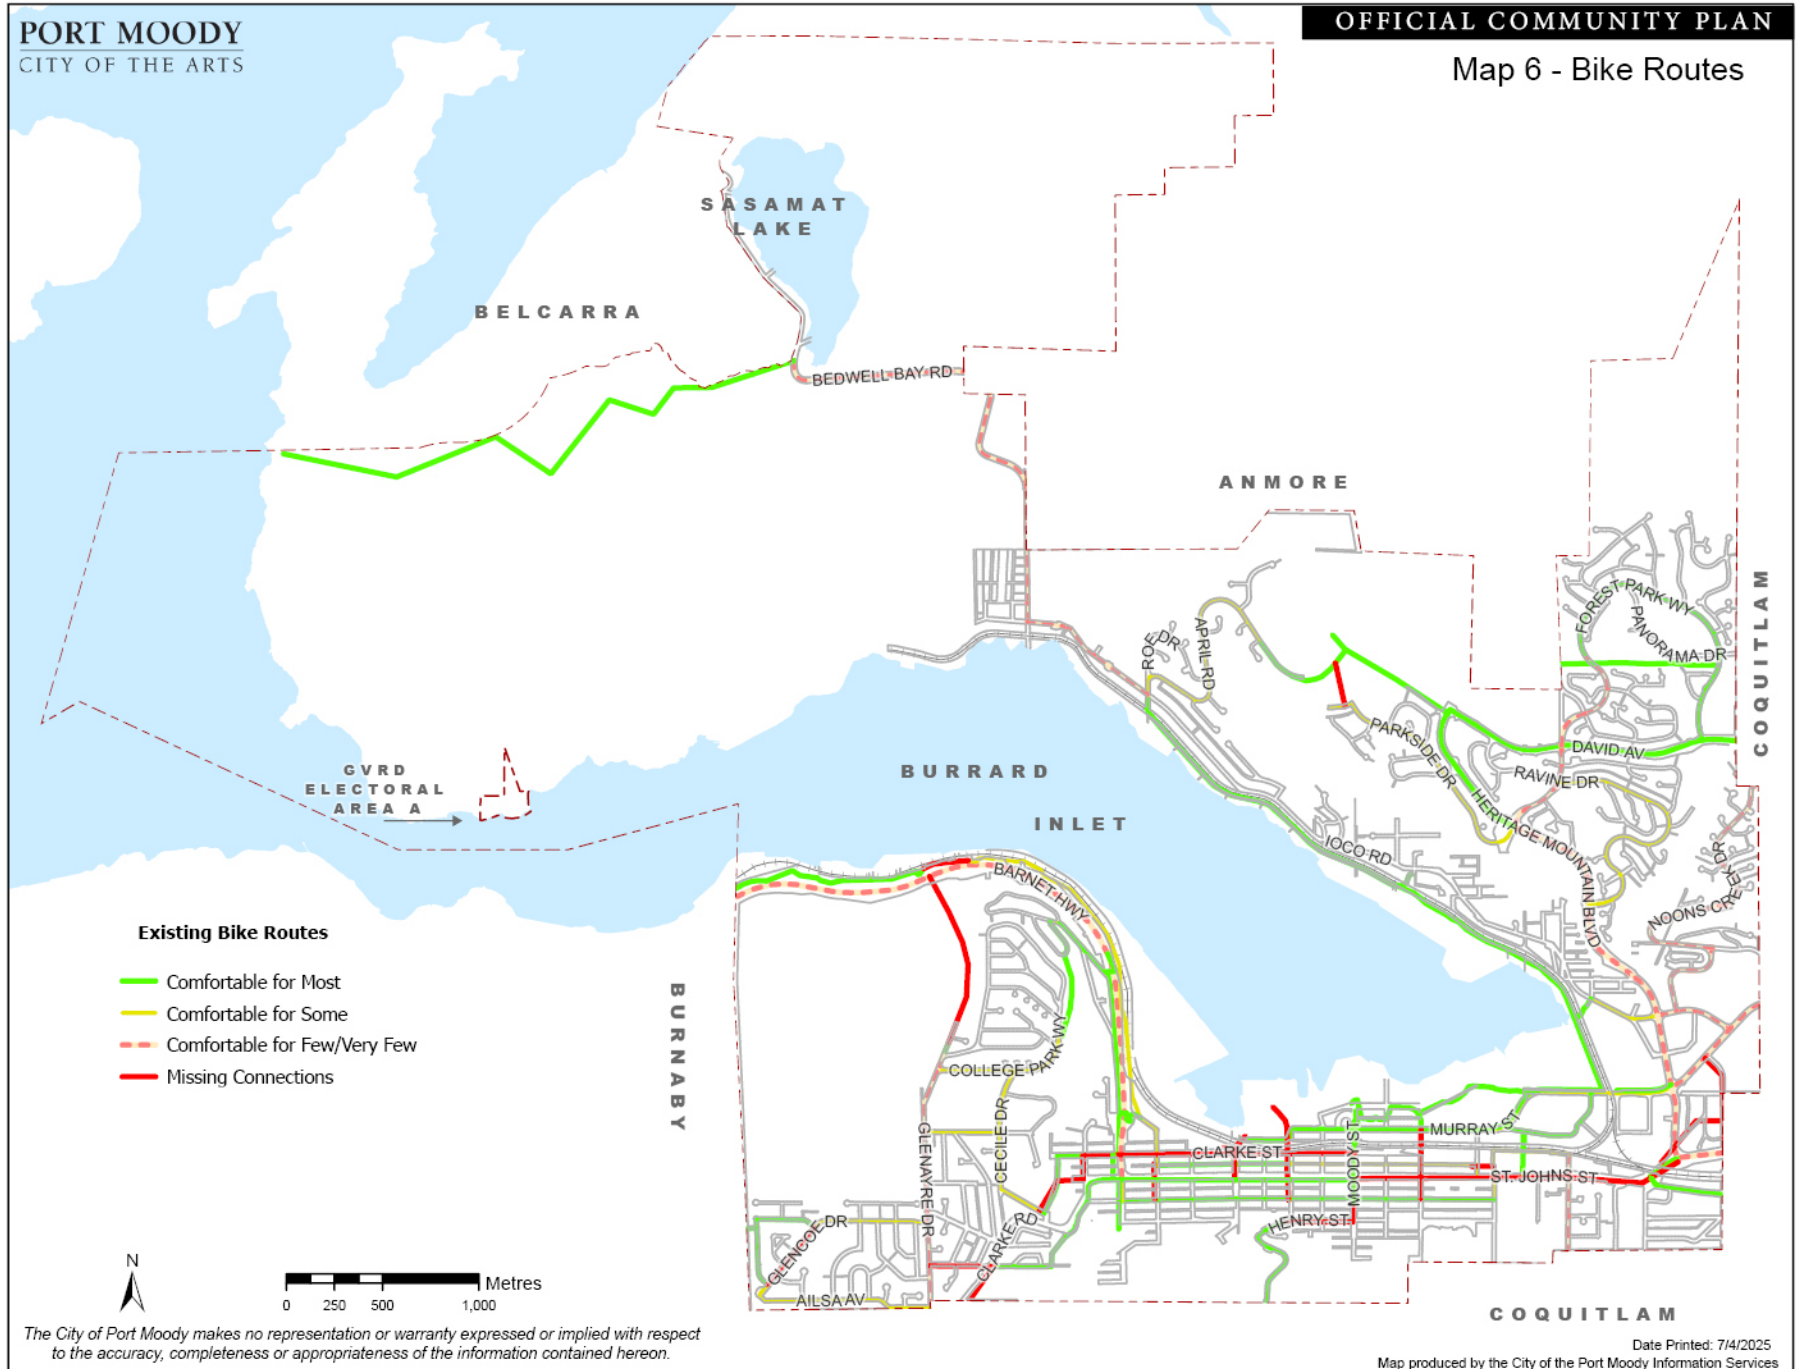 PORT MOODY
CITY OF THE ARTS
OFFICIAL COMMUNITY PLAN
Map 6 - Bike Routes
SASAMAT
LAKE
BELCARRA
BEDWELL BAY RD
ANMORE
FOREST PARK WY
PANORAMA DR
COQUITLAM
ROE DR
APRIL RD
PARKSIDE DR
DAVID AV
RAVINE DR
HERITAGE MOUNTAIN BLVD
NOONS CREEK DR
IOCO RD
GVRD
ELECTORAL
AREA A
BURRARD
INLET
BARNET HWY
BURNABY
COLLEGE PARK WY
CECILE DR
GLENAYRE DR
MURRAY ST
CLARKE ST
MOODY ST
ST. JOHNS ST
HENRY ST
CLARKE RD
GLENCOE DR
AILSA AV
COQUITLAM
Existing Bike Routes
Comfortable for Most
Comfortable for Some
Comfortable for Few/Very Few
Missing Connections
N
Metres
0 250 500 1,000
The City of Port Moody makes no representation or warranty expressed or implied with respect
to the accuracy, completeness or appropriateness of the information contained hereon.
Date Printed: 7/4/2025
Map produced by the City of the Port Moody Information Services